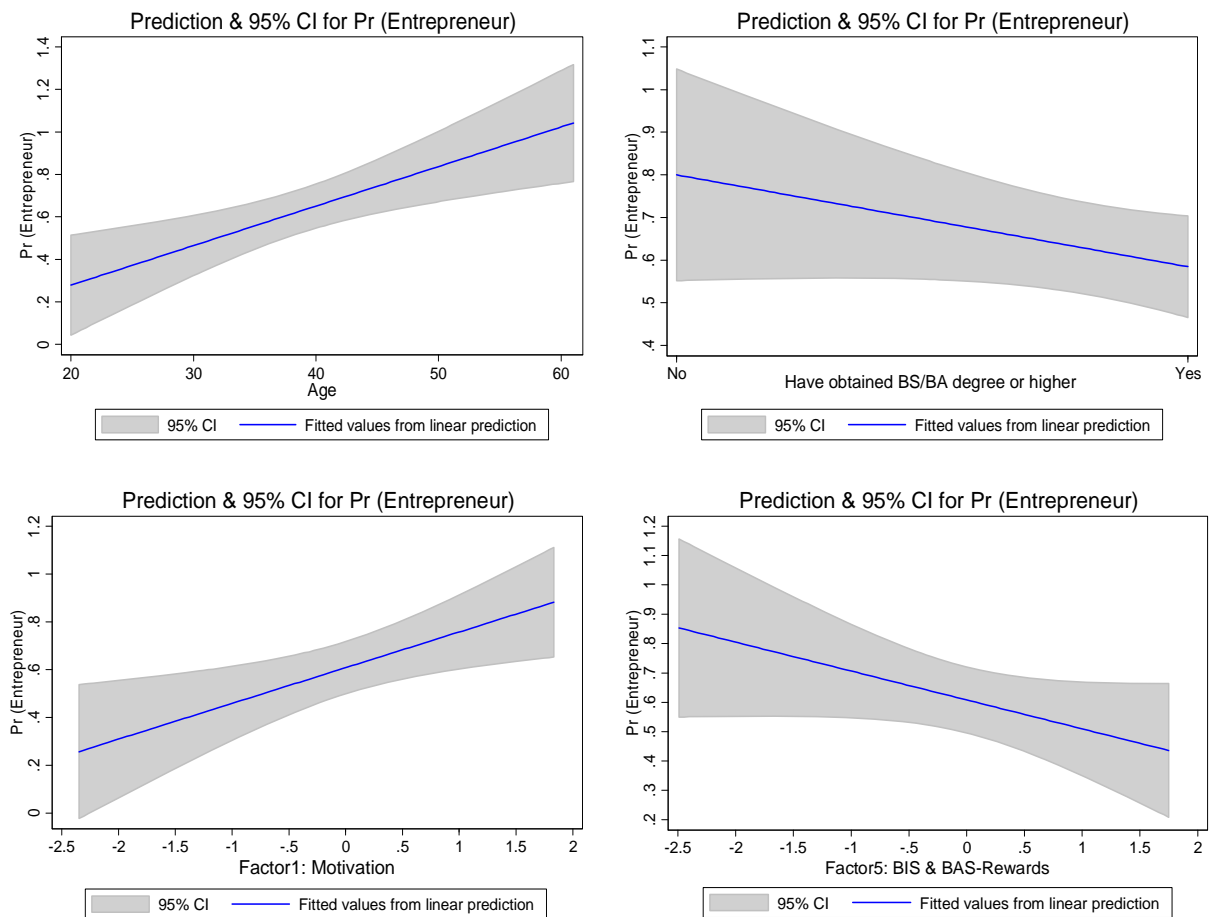 Prediction & 95% CI for Pr (Entrepreneur)
Pr (Entrepreneur)
0 .2 .4 .6 .8 1 1.2 1.4
20 30 40 50 60
Age
95% CI Fitted values from linear prediction
Prediction & 95% CI for Pr (Entrepreneur)
Pr (Entrepreneur)
.4 .5 .6 .7 .8 .9 1 1.1
No Yes
Have obtained BS/BA degree or higher
95% CI Fitted values from linear prediction
Prediction & 95% CI for Pr (Entrepreneur)
Pr (Entrepreneur)
0 .2 .4 .6 .8 1 1.2
-2.5 -2 -1.5 -1 -.5 0 .5 1 1.5 2
Factor1: Motivation
95% CI Fitted values from linear prediction
Prediction & 95% CI for Pr (Entrepreneur)
Pr (Entrepreneur)
.2 .3 .4 .5 .6 .7 .8 .9 1 1.1 1.2
-2.5 -2 -1.5 -1 -.5 0 .5 1 1.5 2
Factor5: BIS & BAS-Rewards
95% CI Fitted values from linear prediction